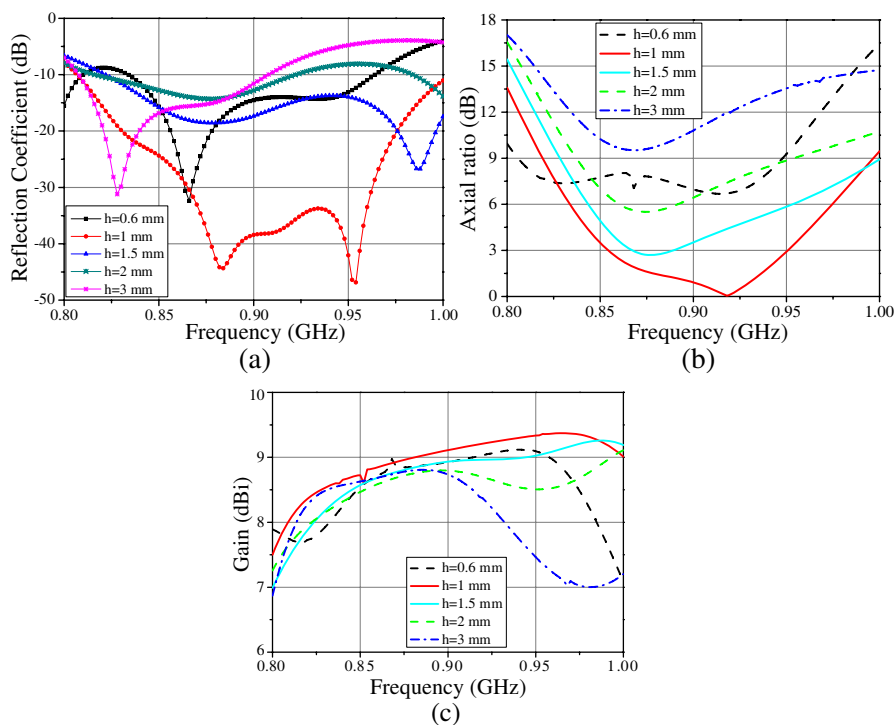 0
-10
-20
-30
-40
-50
Reflection Coefficient (dB)
h=0.6 mm
h=1 mm
h=1.5 mm
h=2 mm
h=3 mm
0.80 0.85 0.90 0.95 1.00
Frequency (GHz)
(a)
18
15
12
9
6
3
0
Axial ratio (dB)
h=0.6 mm
h=1 mm
h=1.5 mm
h=2 mm
h=3 mm
0.80 0.85 0.90 0.95 1.00
Frequency (GHz)
(b)
10
9
8
7
6
Gain (dBi)
h=0.6 mm
h=1 mm
h=1.5 mm
h=2 mm
h=3 mm
0.80 0.85 0.90 0.95 1.00
Frequency (GHz)
(c)